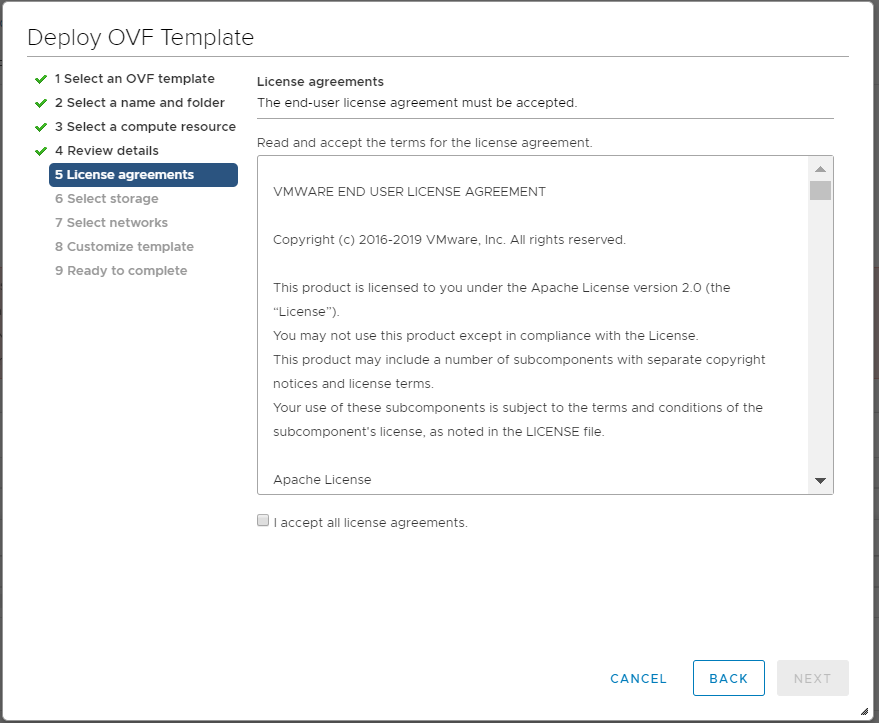 Deploy OVF Template
1 Select an OVF template
2 Select a name and folder
3 Select a compute resource
4 Review details
5 License agreements
6 Select storage
7 Select networks
8 Customize template
9 Ready to complete
License agreements
The end-user license agreement must be accepted.
Read and accept the terms for the license agreement.
VMWARE END USER LICENSE AGREEMENT
Copyright (c) 2016-2019 VMware, Inc. All rights reserved.
This product is licensed to you under the Apache License version 2.0 (the
“License”).
You may not use this product except in compliance with the License.
This product may include a number of subcomponents with separate copyright
notices and license terms.
Your use of these subcomponents is subject to the terms and conditions of the
subcomponent's license, as noted in the LICENSE file.
Apache License
I accept all license agreements.
CANCEL
BACK
NEXT